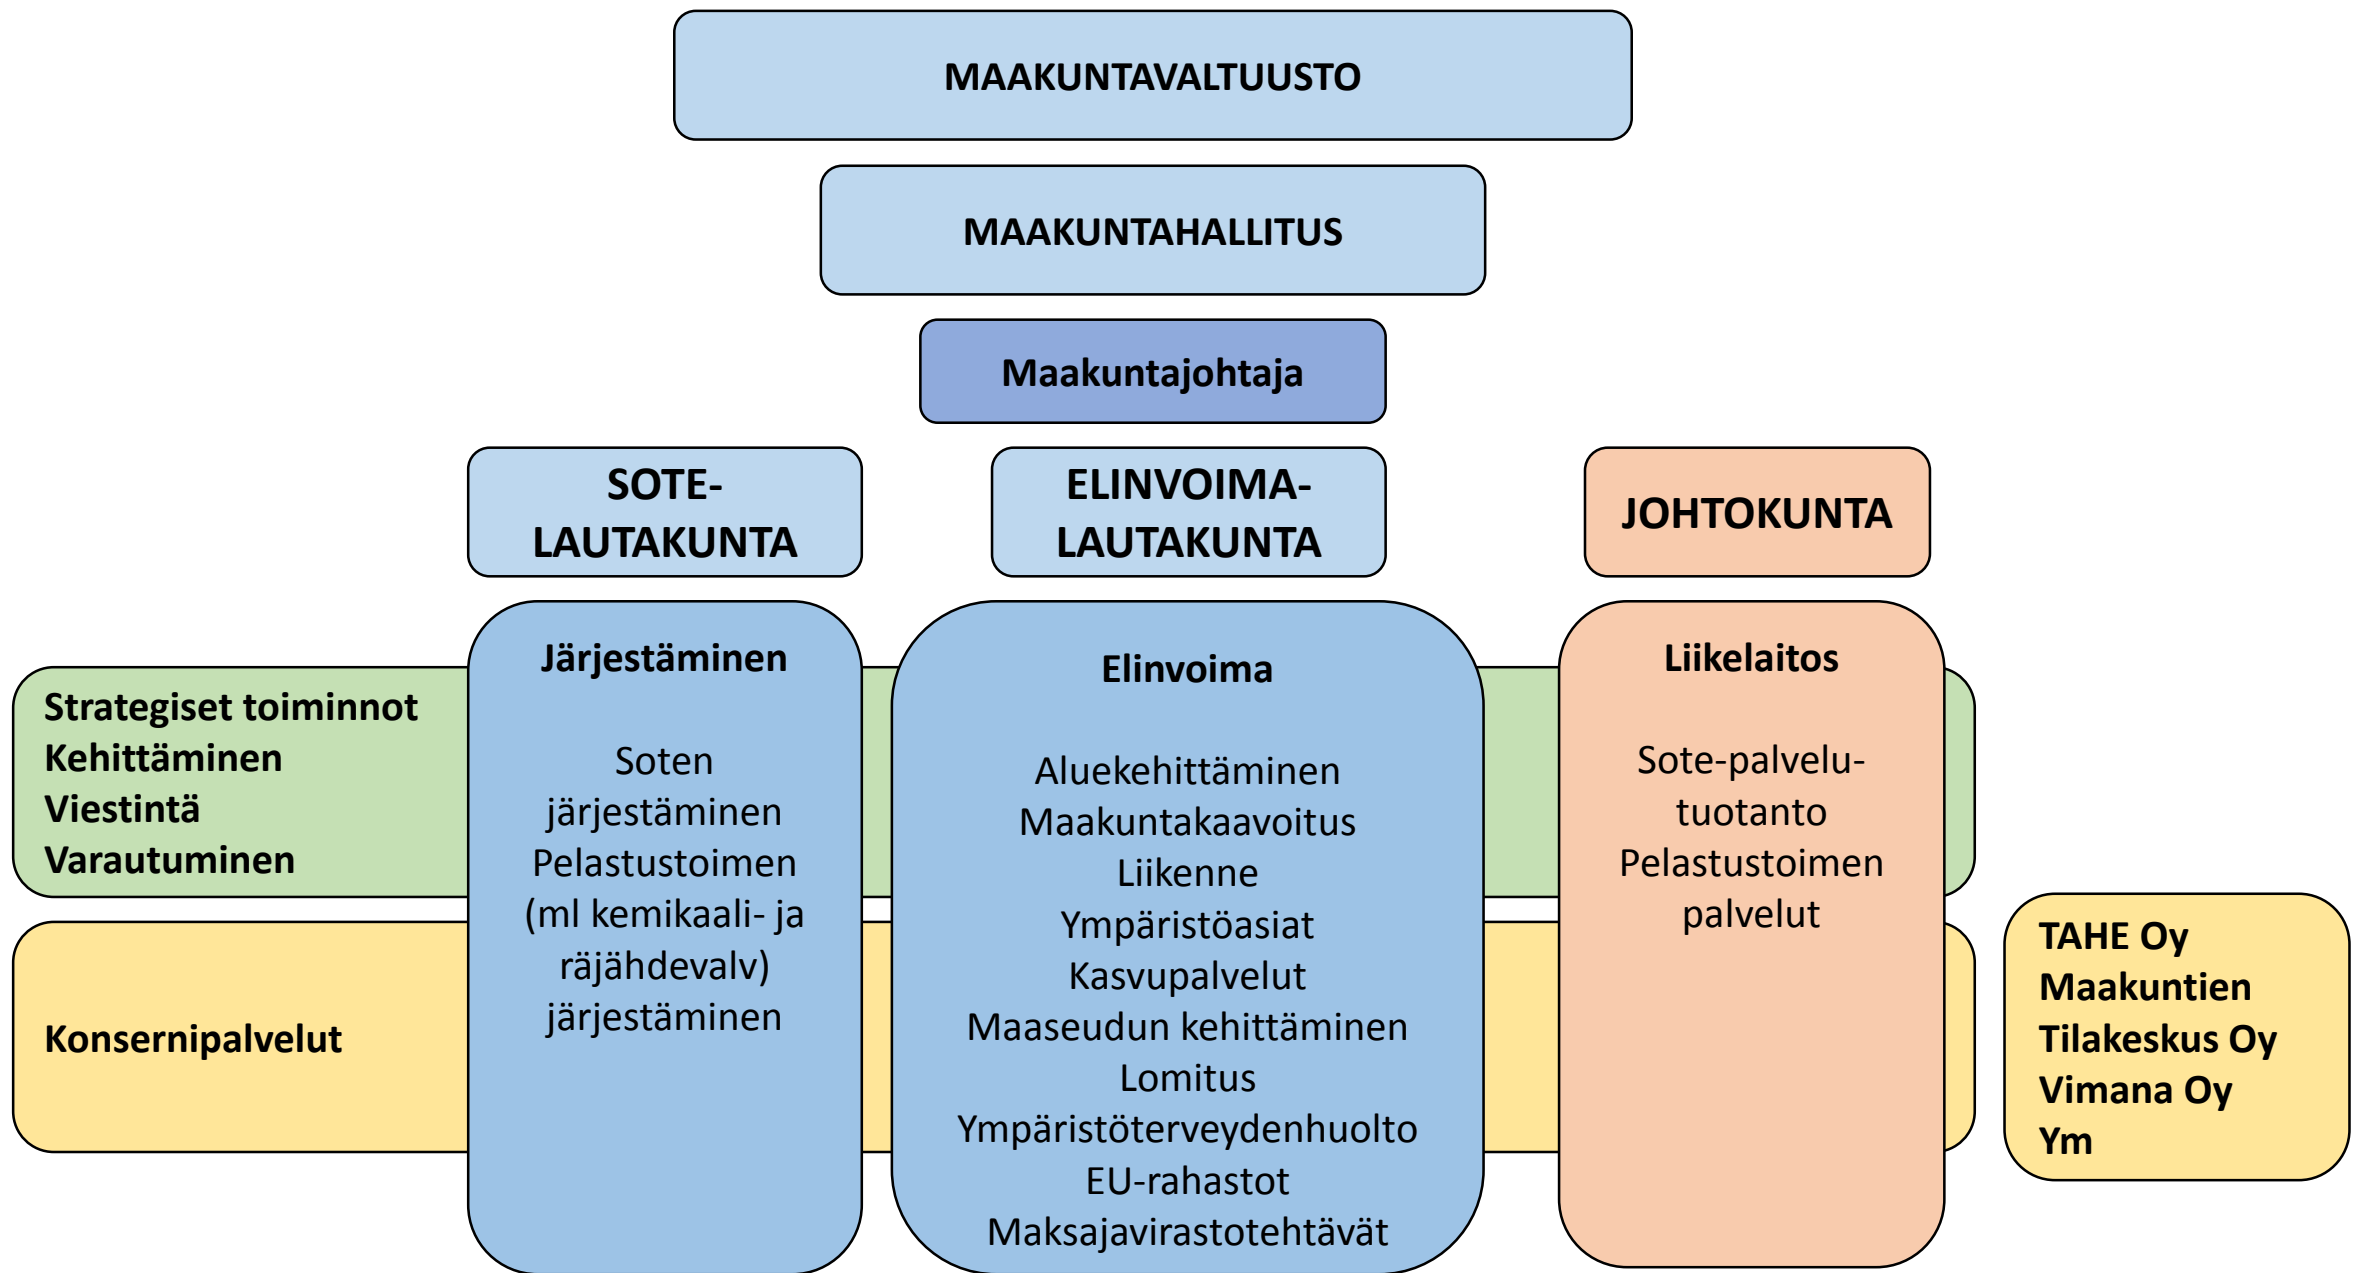 MAAKUNTAVALTUUSTO
MAAKUNTAHALLITUS
Maakuntajohtaja
SOTE-
LAUTAKUNTA
ELINVOIMA-
LAUTAKUNTA
JOHTOKUNTA
Strategiset toiminnot
Kehittäminen
Viestintä
Varautuminen
Konsernipalvelut
Järjestäminen
Soten
järjestäminen
Pelastustoimen
(ml kemikaali- ja
räjähdevalv)
järjestäminen
Elinvoima
Aluekehittäminen
Maakuntakaavoitus
Liikenne
Ympäristöasiat
Kasvupalvelut
Maaseudun kehittäminen
Lomitus
Ympäristöterveydenhuolto
EU-rahastot
Maksajavirastotehtävät
Liikelaitos
Sote-palvelu-
tuotanto
Pelastustoimen
palvelut
TAHE Oy
Maakuntien
Tilakeskus Oy
Vimana Oy
Ym